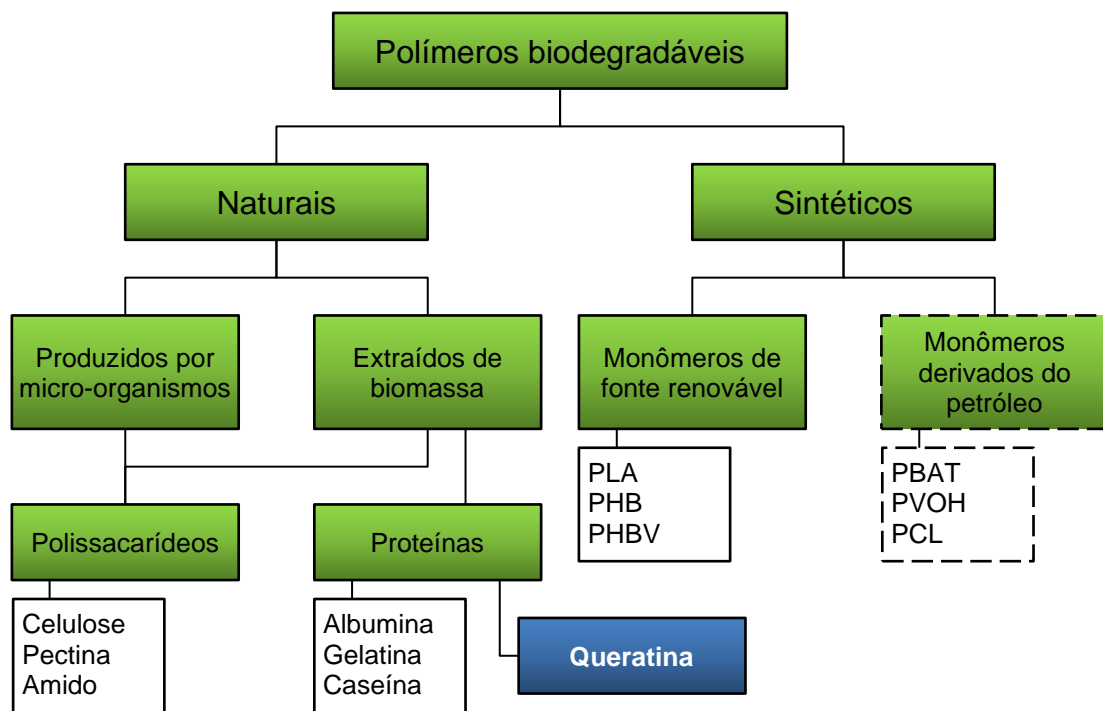 Polímeros biodegradáveis
Naturais
Sintéticos
Produzidos por
micro-organismos
Extraídos de
biomassa
Monômeros de
fonte renovável
Monômeros
derivados do
petróleo
PLA
PHB
PHBV
PBAT
PVOH
PCL
Polissacarídeos
Proteínas
Celulose
Pectina
Amido
Albumina
Gelatina
Caseína
Queratina